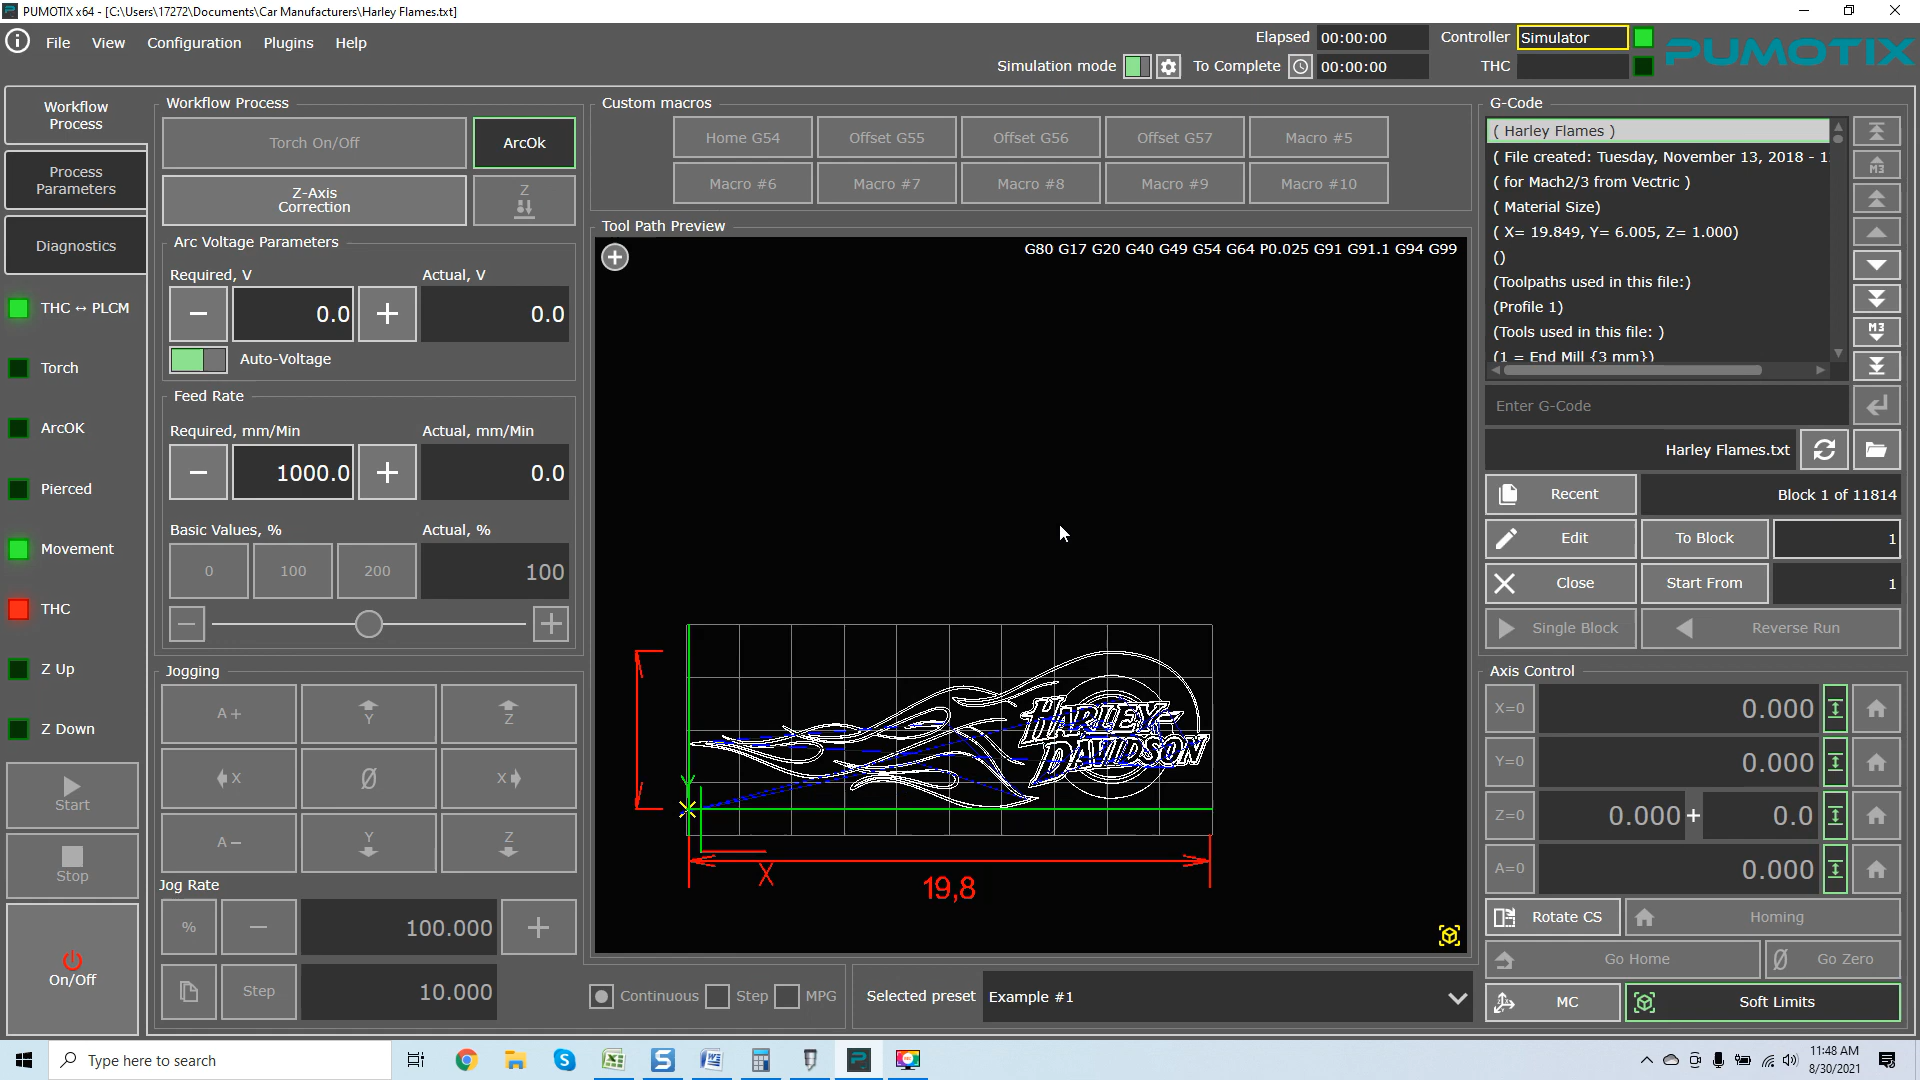 PUMOTIX x64 - [C:\Users\17272\Documents\Car Manufacturers\Harley Flames.txt]
File View Configuration Plugins Help
Elapsed 00:00:00 Controller Simulator
PUMOTIX
Simulation mode To Complete 00:00:00 THC
Workflow
Process
Process
Parameters
Diagnostics
THC ↔ PLCM
Torch
ArcOK
Pierced
Movement
THC
Z Up
Z Down
Start
Stop
On/Off
Workflow Process
Torch On/Off ArcOk
Z-Axis
Correction
Z
Arc Voltage Parameters
Required, V Actual, V
0.0 0.0
Auto-Voltage
Feed Rate
Required, mm/Min Actual, mm/Min
1000.0 0.0
Basic Values, % Actual, %
0 100 200 100
Jogging
A + Y Z
X Ø X
A − Y Z
Jog Rate
% 100.000
Step 10.000
Custom macros
Home G54 Offset G55 Offset G56 Offset G57 Macro #5
Macro #6 Macro #7 Macro #8 Macro #9 Macro #10
Tool Path Preview
G80 G17 G20 G40 G49 G54 G64 P0.025 G91 G91.1 G94 G99
HARLEY-
DAVIDSON
X
19,8
Continuous Step MPG
Selected preset Example #1
G-Code
( Harley Flames )
( File created: Tuesday, November 13, 2018 - 1
( for Mach2/3 from Vectric )
( Material Size)
( X= 19.849, Y= 6.005, Z= 1.000)
()
(Toolpaths used in this file:)
(Profile 1)
(Tools used in this file: )
(1 = End Mill {3 mm})
M3
M3
Enter G-Code
Harley Flames.txt
Recent Block 1 of 11814
Edit To Block 1
Close Start From 1
Single Block Reverse Run
Axis Control
X=0 0.000
Y=0 0.000
Z=0 0.000 + 0.0
A=0 0.000
Rotate CS Homing
Go Home Ø Go Zero
MC Soft Limits
Type here to search
11:48 AM
8/30/2021